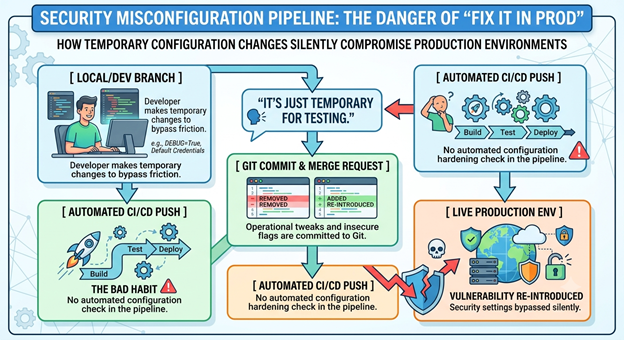 SECURITY MISCONFIGURATION PIPELINE: THE DANGER OF "FIX IT IN PROD"
HOW TEMPORARY CONFIGURATION CHANGES SILENTLY COMPROMISE PRODUCTION ENVIRONMENTS
[ LOCAL/DEV BRANCH ]
Developer makes
temporary
changes to
bypass friction.
e.g., DEBUG=True,
Default Credentials
Developer makes temporary
changes to bypass friction.
"IT'S JUST TEMPORARY
FOR TESTING."
[ AUTOMATED CI/CD PUSH ]
Build
Test
Deploy
No automated configuration
hardening check in the pipeline.
[ GIT COMMIT & MERGE REQUEST ]
REMOVED
REMOVED
ADDED
RE-INTRODUCED
Operational tweaks and insecure
flags are committed to Git.
[ AUTOMATED CI/CD PUSH ]
Build
Test
Deploy
THE BAD HABIT
No automated configuration
check in the pipeline.
[ AUTOMATED CI/CD PUSH ]
No automated configuration
hardening check in the pipeline.
[ LIVE PRODUCTION ENV ]
VULNERABILITY RE-INTRODUCED
Security settings bypassed silently.